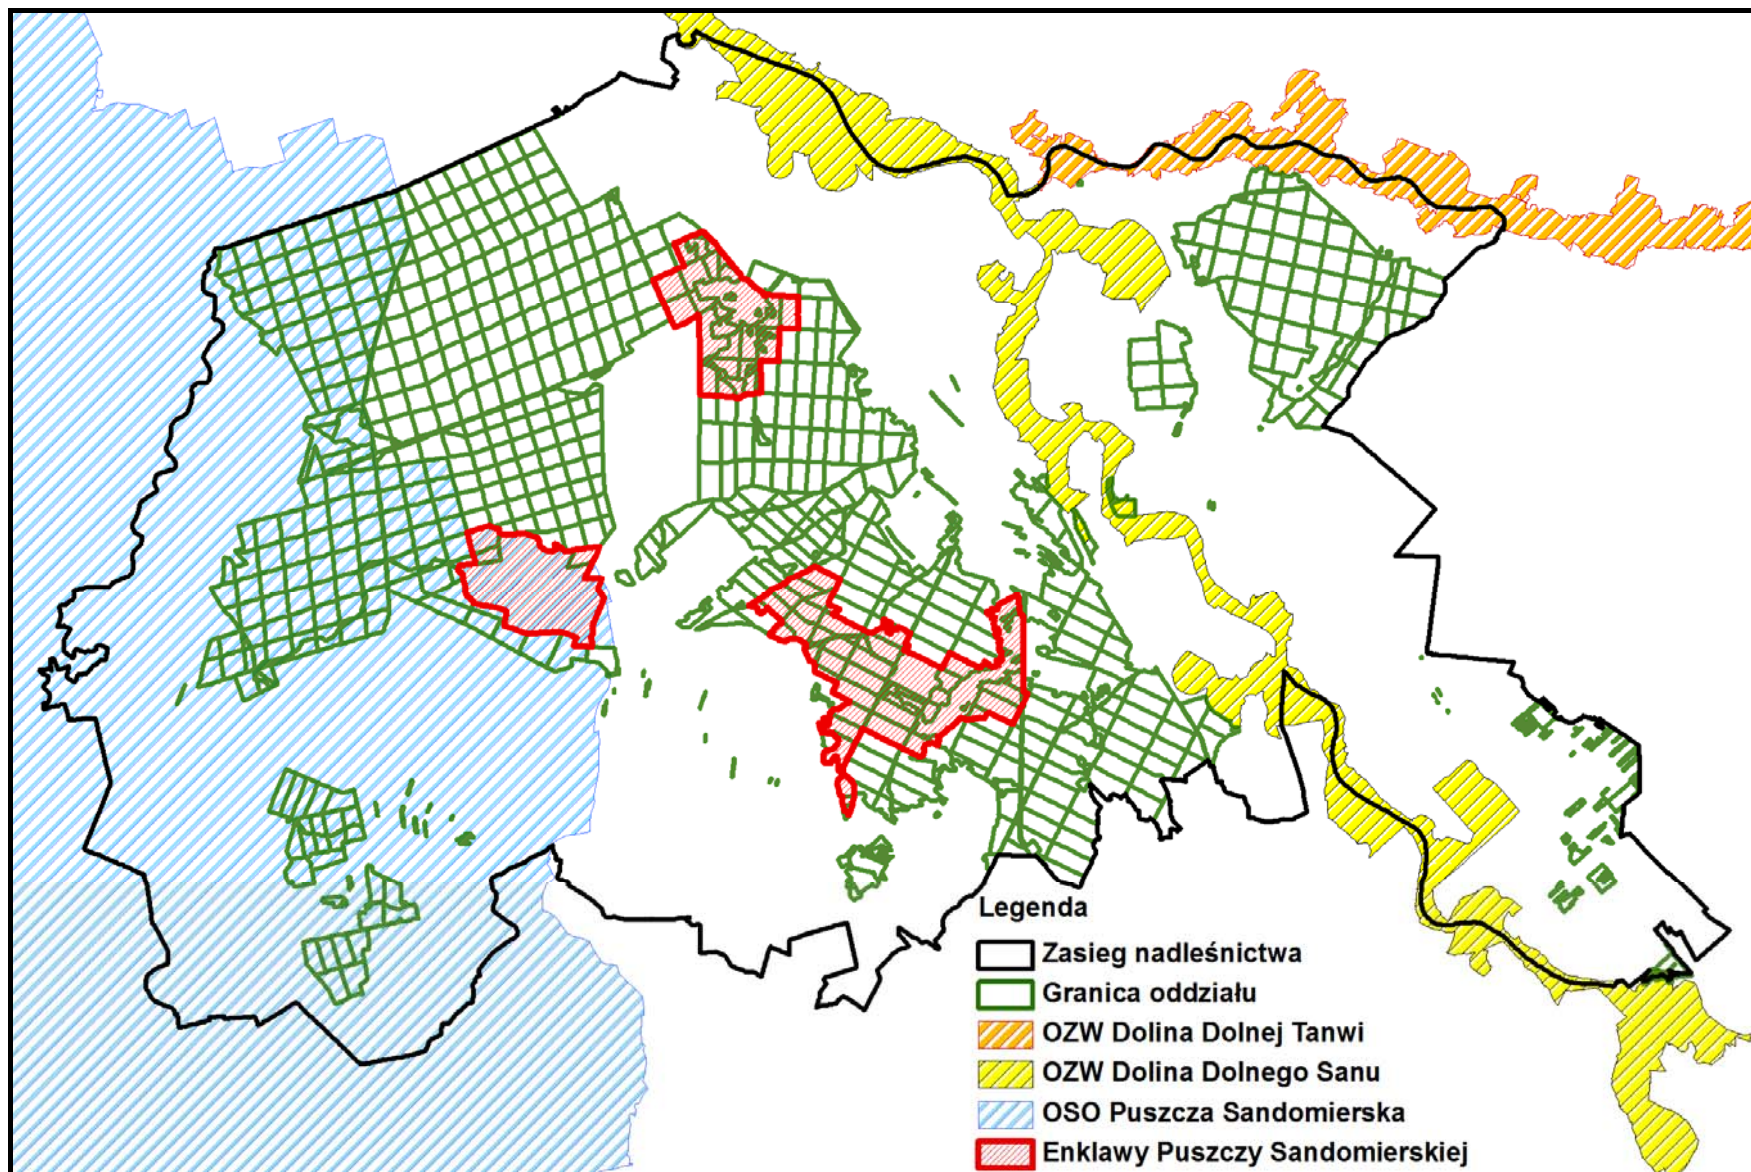 Legenda
Zasieg nadleśnictwa
Granica oddziału
OZW Dolina Dolnej Tanwi
OZW Dolina Dolnego Sanu
OSO Puszcza Sandomierska
Enklawy Puszczy Sandomierskiej